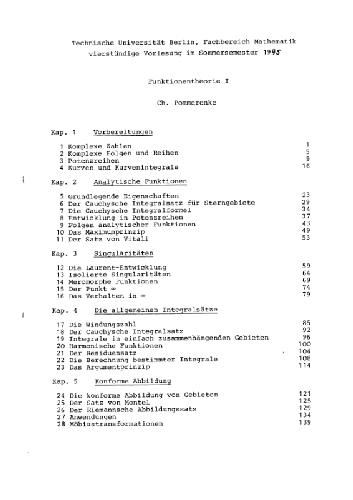 Technische Universität Berlin, Fachbereich Mathematik
vierstündige Vorlesung im Sommersemester 1995
Funktionentheorie I
Ch. Pommerenke
Kap. 1 Vorbereitungen
1 Komplexe Zahlen 1
2 Komplexe Folgen und Reihen 5
3 Potenzreihen 9
4 Kurven und Kurvenintegrale 16
Kap. 2 Analytische Funktionen
5 grundlegende Eigenschaften 23
6 Der Cauchysche Integralsatz für Sterngebiete 29
7 Die Cauchysche Integralformel 34
8 Entwicklung in Potenzreihen 37
9 Folgen analytischer Funktionen 43
10 Das Maximumprinzip 49
11 Der Satz von Vitali 53
Kap. 3 Singularitäten
12 Die Laurent-Entwicklung 59
13 Isolierte Singularitäten 64
14 Meromorphe Funktionen 69
15 Der Punkt ∞ 74
16 Das Verhalten in ∞ 79
Kap. 4 Die allgemeinen Integralsätze
17 Die Windungszahl 85
18 Der Cauchysche Integralsatz 92
19 Integrale in einfach zusammenhängenden Gebieten 96
20 Harmonische Funktionen 100
21 Der Residuensatz 104
22 Die Berechnung bestimmter Integrale 108
23 Das Argumentprinzip 114
Kap. 5 Konforme Abbildung
24 Die konforme Abbildung von Gebieten 121
25 Der Satz von Montel 125
26 Der Riemannsche Abbildungssatz 129
27 Anwendungen 134
28 Möbiustransformationen 139